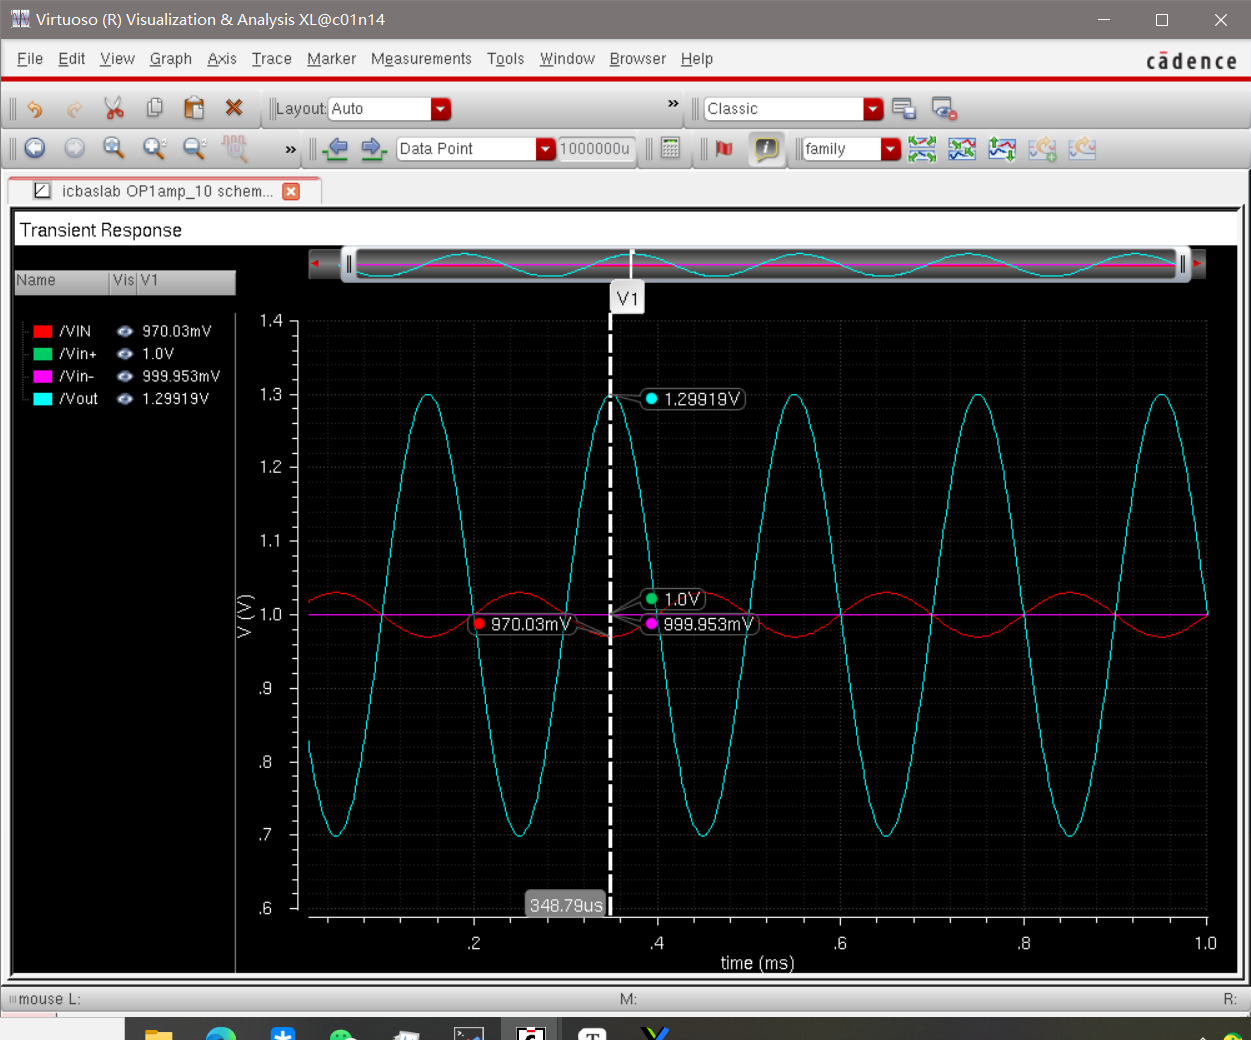 Virtuoso (R) Visualization & Analysis XL@c01n14
File Edit View Graph Axis Trace Marker Measurements Tools Window Browser Help
cādence
Layout: Auto
»
Classic
»
Data Point
1000000u
family
icbaslab OP1amp_10 schem...
Transient Response
Name Vis V1
/VIN 970.03mV
/Vin+ 1.0V
/Vin- 999.953mV
/Vout 1.29919V
V1
1.4
1.3
1.2
1.1
1.0
.9
.8
.7
.6
V (V)
1.29919V
1.0V
970.03mV
999.953mV
348.79us
.2 .4 .6 .8 1.0
time (ms)
mouse L: M: R: